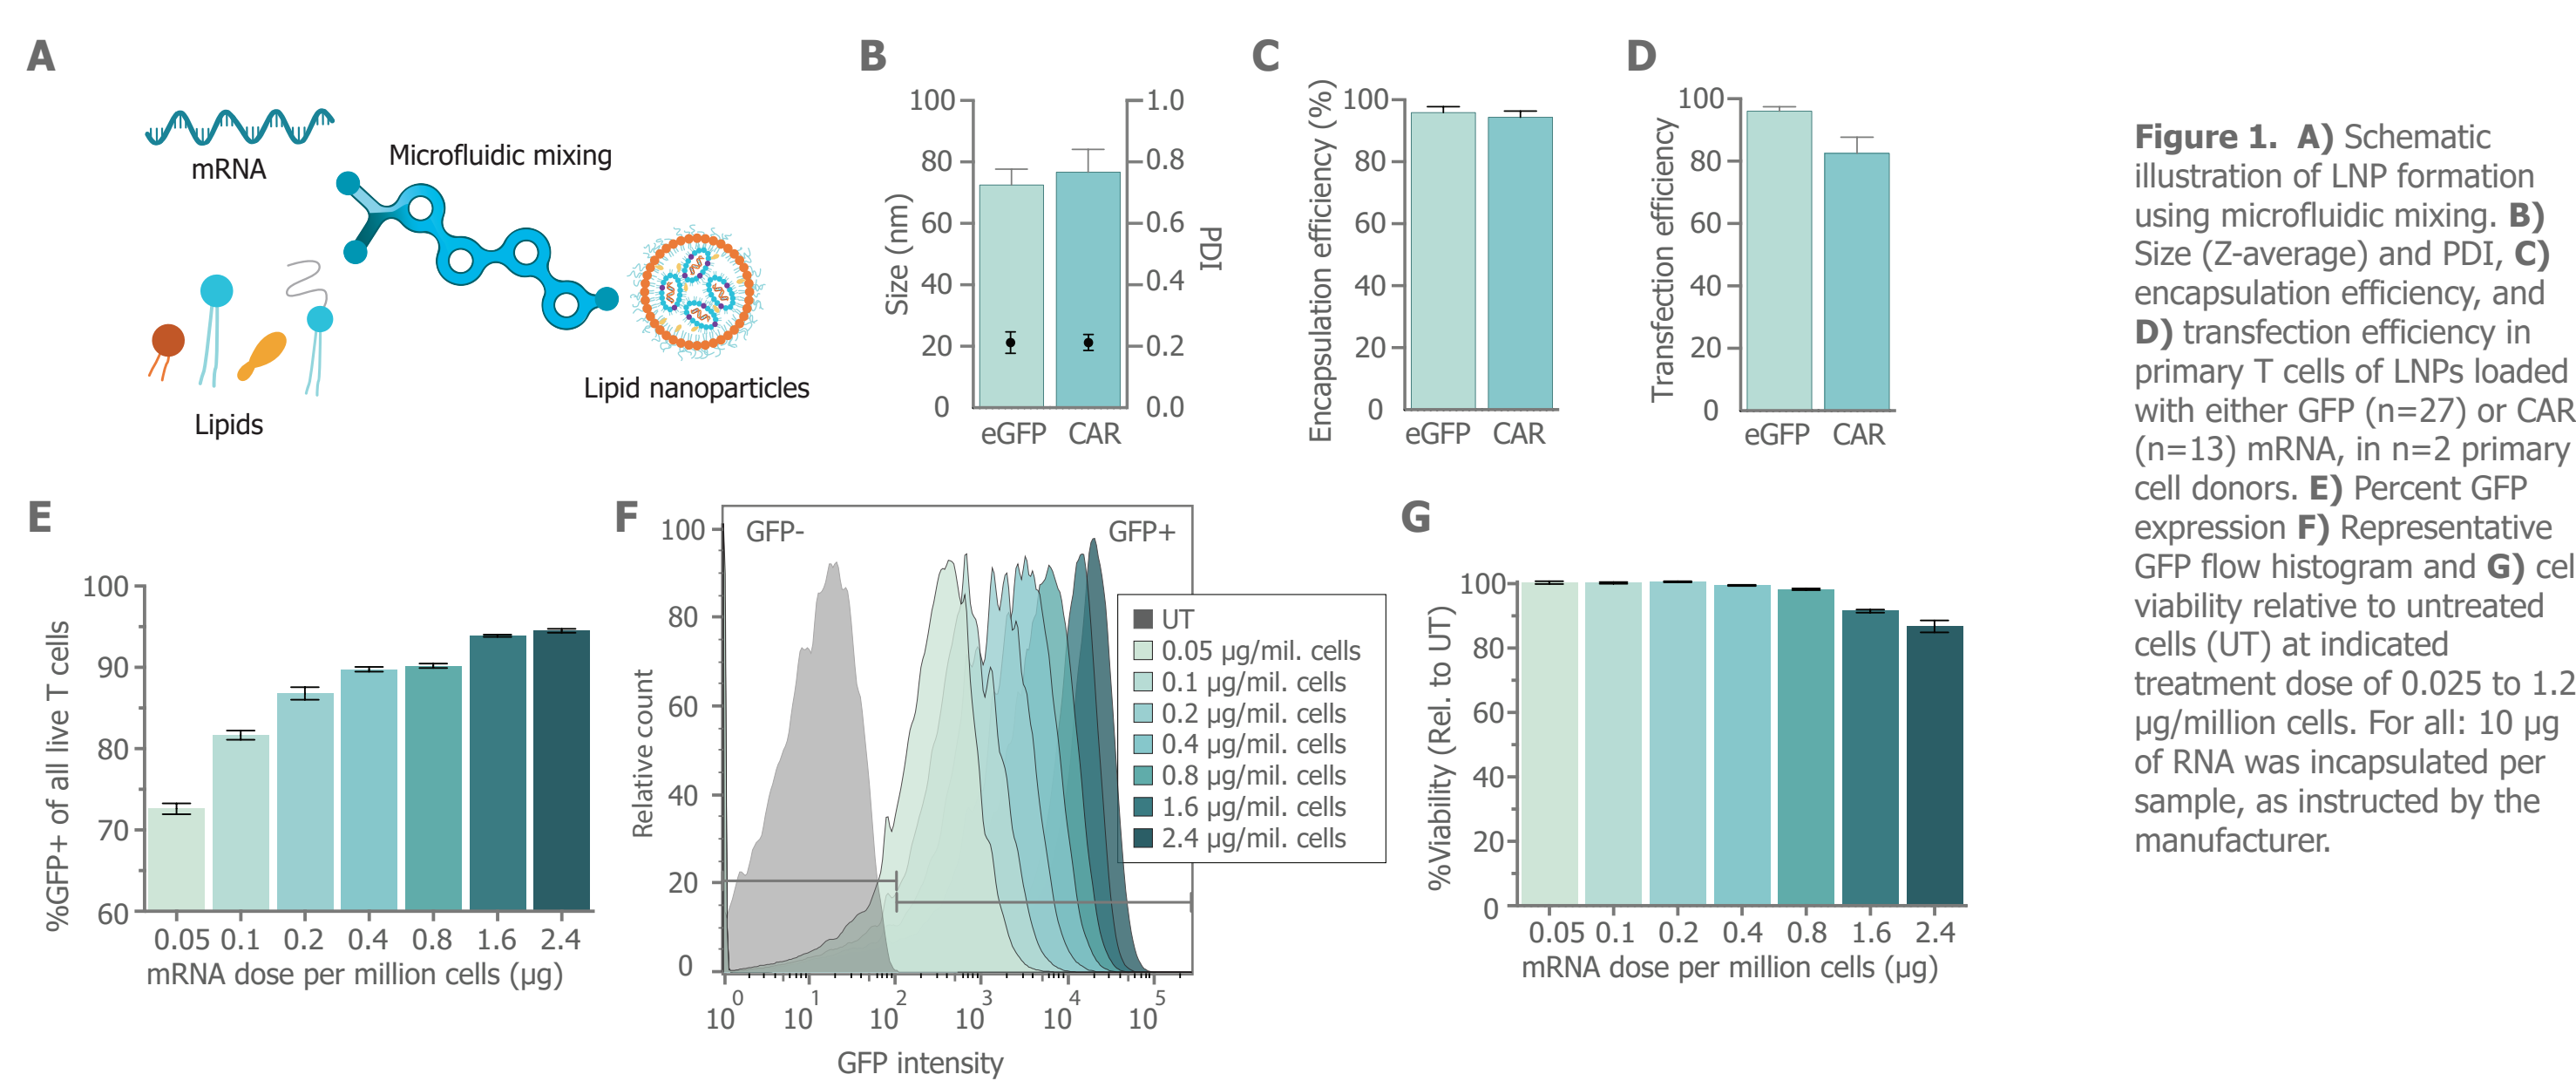 A
mRNA
Microfluidic mixing
Lipids
Lipid nanoparticles
B
Size (nm)
100
80
60
40
20
0
1.0
0.8
0.6
0.4
0.2
0.0
PDI
eGFP CAR
C
Encapsulation efficiency (%)
100
80
60
40
20
0
eGFP CAR
D
Transfection efficiency
100
80
60
40
20
0
eGFP CAR
E
%GFP+ of all live T cells
100
90
80
70
60
0.05 0.1 0.2 0.4 0.8 1.6 2.4
mRNA dose per million cells (µg)
F
Relative count
100
80
60
40
20
0
GFP-
GFP+
UT
0.05 µg/mil. cells
0.1 µg/mil. cells
0.2 µg/mil. cells
0.4 µg/mil. cells
0.8 µg/mil. cells
1.6 µg/mil. cells
2.4 µg/mil. cells
10⁰ 10¹ 10² 10³ 10⁴ 10⁵
GFP intensity
G
%Viability (Rel. to UT)
100
80
60
40
20
0
0.05 0.1 0.2 0.4 0.8 1.6 2.4
mRNA dose per million cells (µg)
Figure 1. A) Schematic
illustration of LNP formation
using microfluidic mixing. B)
Size (Z-average) and PDI, C)
encapsulation efficiency, and
D) transfection efficiency in
primary T cells of LNPs loaded
with either GFP (n=27) or CAR
(n=13) mRNA, in n=2 primary
cell donors. E) Percent GFP
expression F) Representative
GFP flow histogram and G) cel
viability relative to untreated
cells (UT) at indicated
treatment dose of 0.025 to 1.2
µg/million cells. For all: 10 µg
of RNA was incapsulated per
sample, as instructed by the
manufacturer.